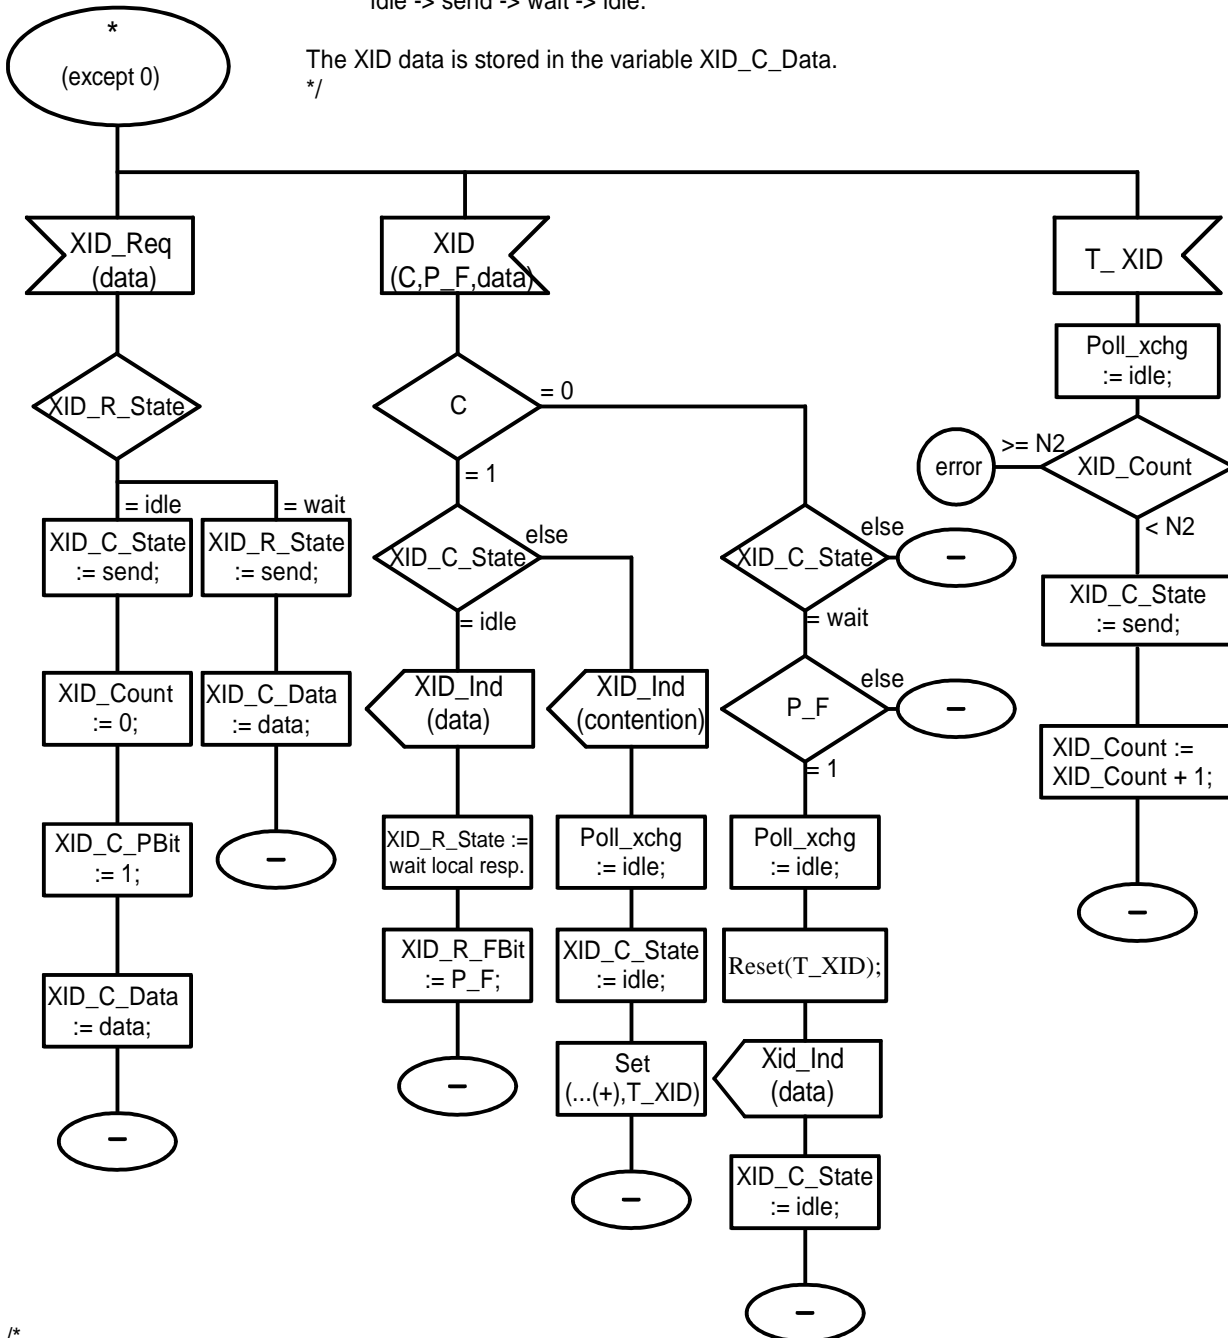 idle -> send -> wait -> idle.
*
(except 0)
The XID data is stored in the variable XID_C_Data.
*/
XID_Req
(data)
XID
(C,P_F,data)
T_ XID
Poll_xchg
:= idle;
XID_R_State
C
= 0
= 1
error
>= N2
XID_Count
< N2
= idle
= wait
XID_C_State
:= send;
XID_R_State
:= send;
XID_C_State
else
= idle
XID_C_State
else
–
= wait
XID_C_State
:= send;
XID_Count
:= 0;
XID_C_Data
:= data;
XID_Ind
(data)
XID_Ind
(contention)
P_F
else
–
= 1
XID_Count :=
XID_Count + 1;
XID_C_PBit
:= 1;
–
XID_R_State :=
wait local resp.
Poll_xchg
:= idle;
Poll_xchg
:= idle;
–
XID_C_Data
:= data;
XID_R_FBit
:= P_F;
XID_C_State
:= idle;
Reset(T_XID);
–
–
Set
(...(+),T_XID)
Xid_Ind
(data)
–
XID_C_State
:= idle;
–
/*